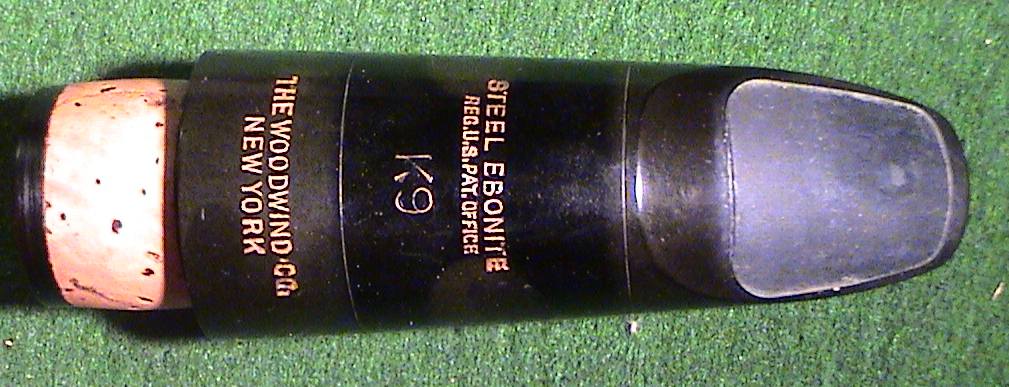 STEEL EBONITE
REG.U.S.PAT.OFFICE
K9
THE WOODWIND·CO.
NEW YORK